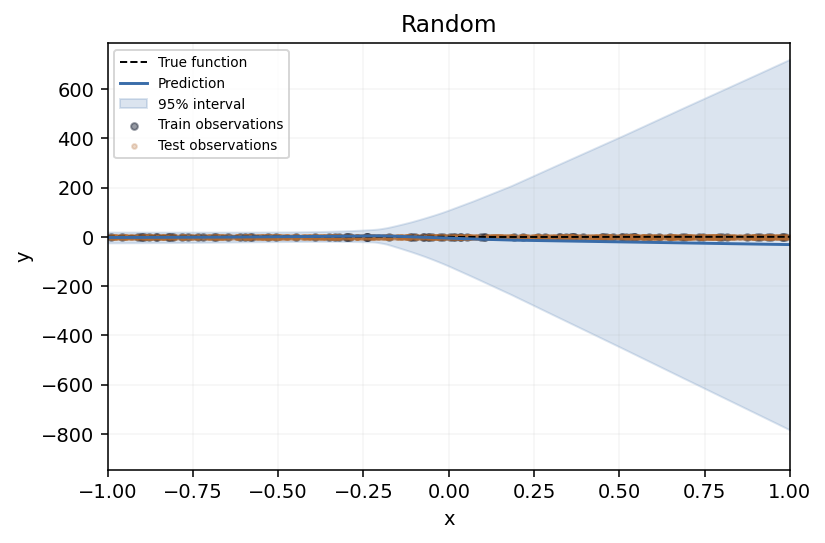 Random
True function
Prediction
95% interval
Train observations
Test observations
600
400
200
0
−200
−400
−600
−800
y
−1.00 −0.75 −0.50 −0.25 0.00 0.25 0.50 0.75 1.00
x